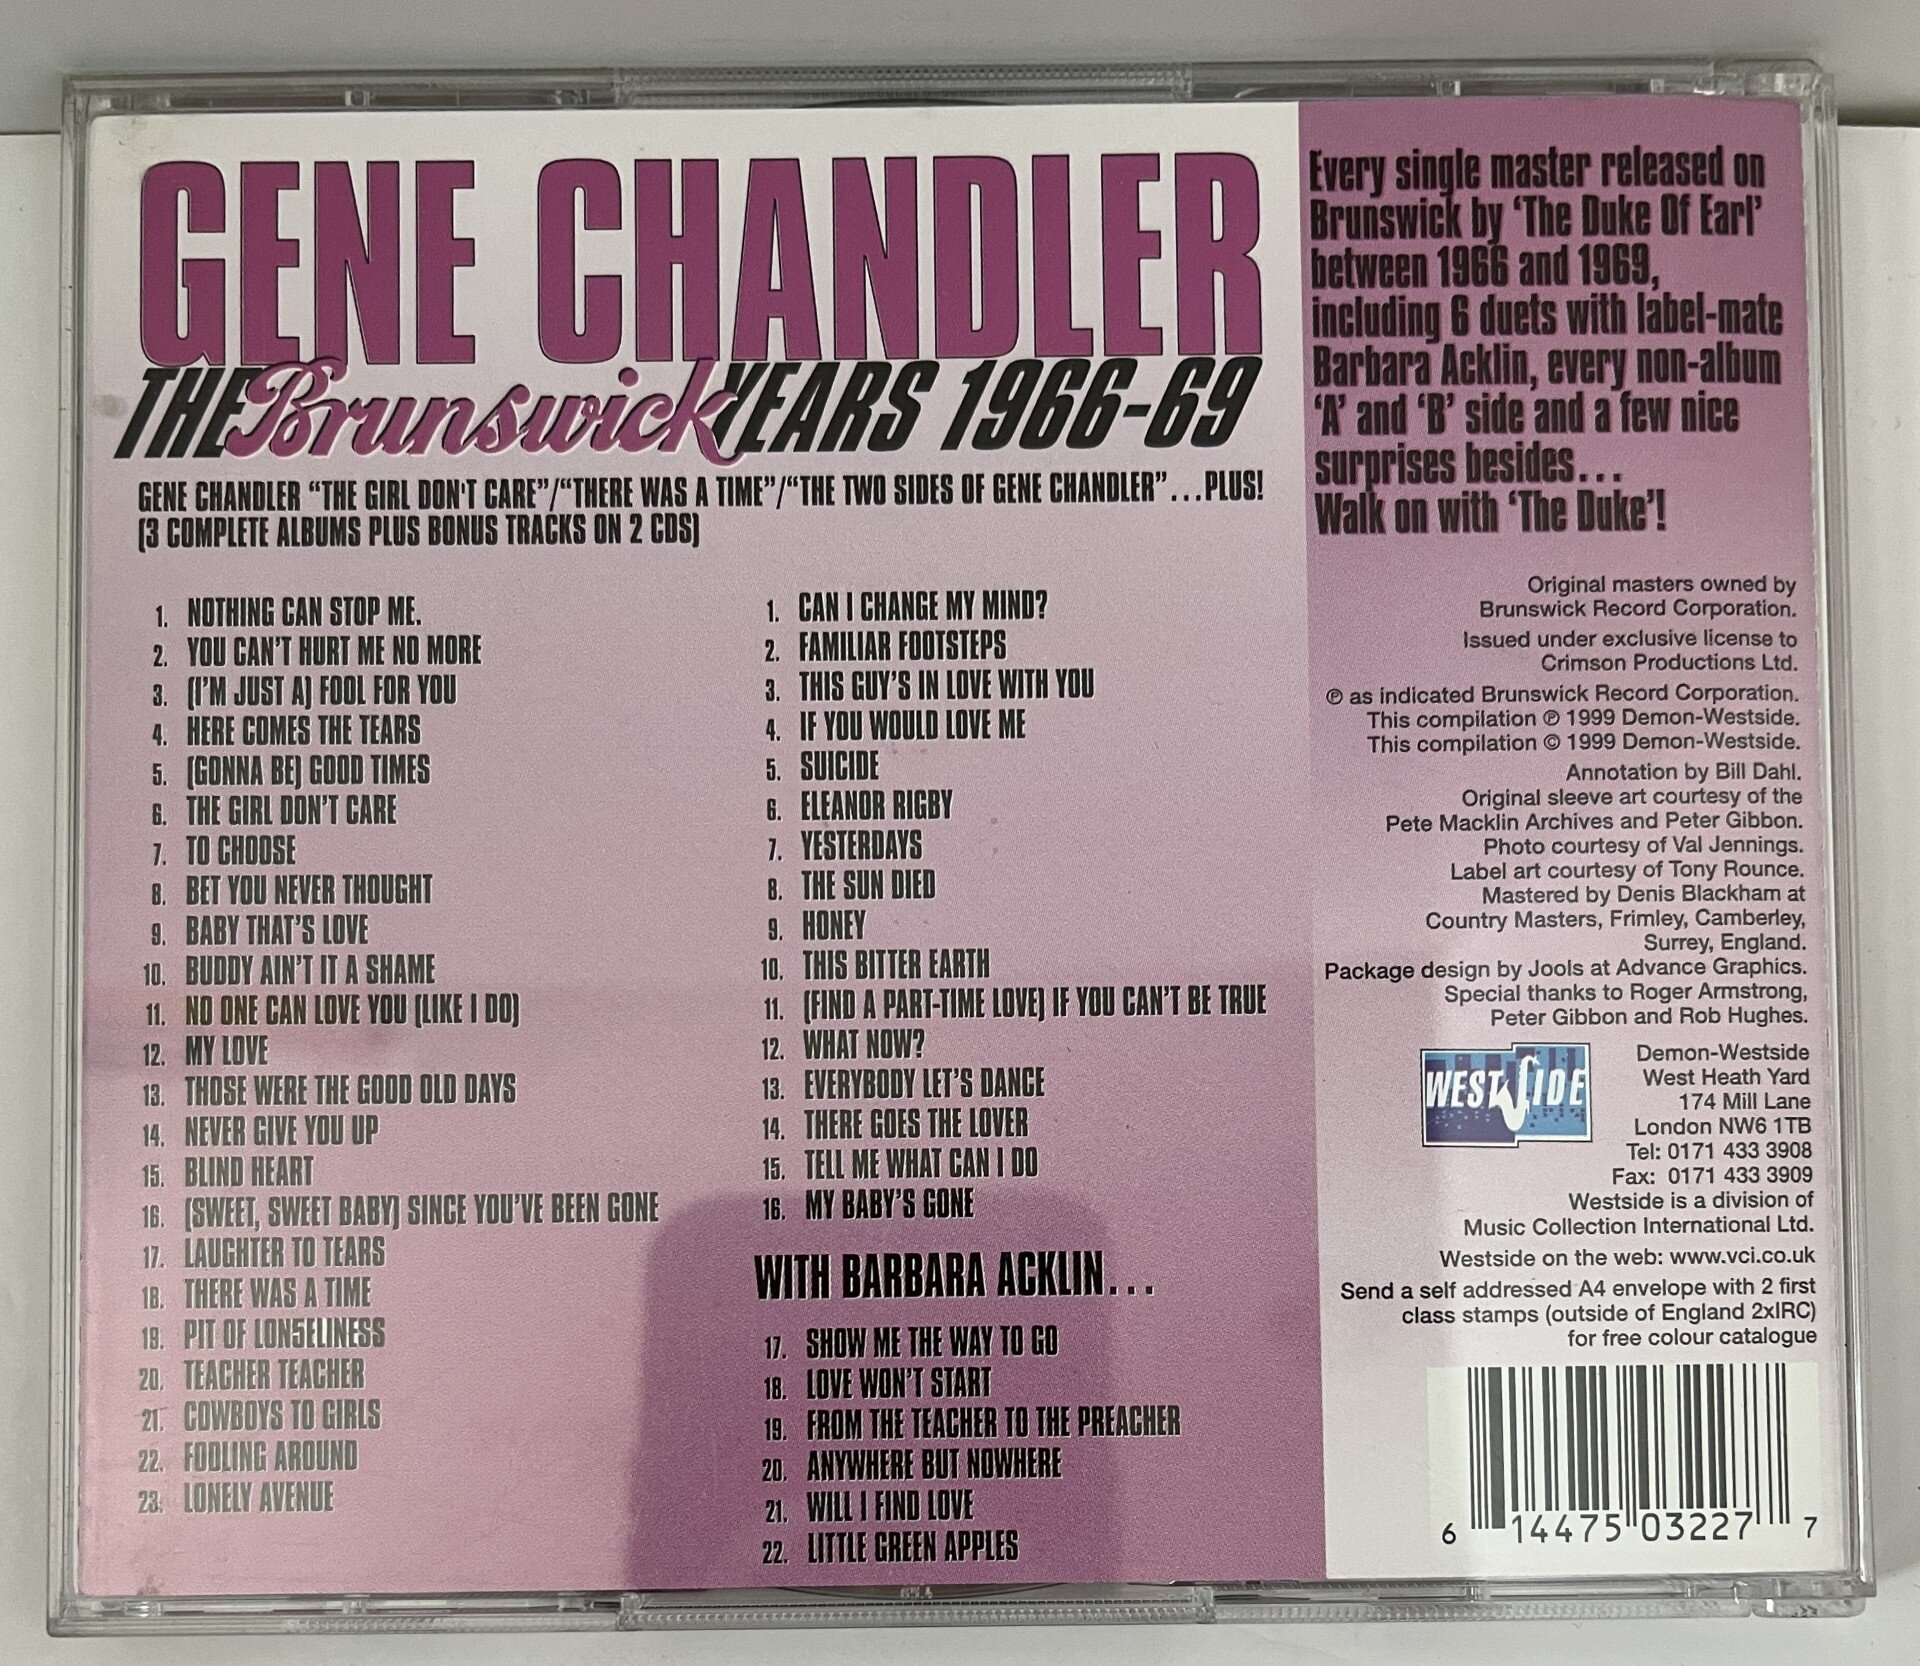 GENE CHANDLER
THE Brunswick YEARS 1966-69
GENE CHANDLER “THE GIRL DON'T CARE”/“THERE WAS A TIME”/“THE TWO SIDES OF GENE CHANDLER”...PLUS!
(3 COMPLETE ALBUMS PLUS BONUS TRACKS ON 2 CDS)
1. NOTHING CAN STOP ME.
2. YOU CAN'T HURT ME NO MORE
3. (I'M JUST A) FOOL FOR YOU
4. HERE COMES THE TEARS
5. (GONNA BE) GOOD TIMES
6. THE GIRL DON'T CARE
7. TO CHOOSE
8. BET YOU NEVER THOUGHT
9. BABY THAT'S LOVE
10. BUDDY AIN'T IT A SHAME
11. NO ONE CAN LOVE YOU (LIKE I DO)
12. MY LOVE
13. THOSE WERE THE GOOD OLD DAYS
14. NEVER GIVE YOU UP
15. BLIND HEART
16. (SWEET, SWEET BABY) SINCE YOU'VE BEEN GONE
17. LAUGHTER TO TEARS
18. THERE WAS A TIME
19. PIT OF LON5ELINESS
20. TEACHER TEACHER
21. COWBOYS TO GIRLS
22. FOOLING AROUND
23. LONELY AVENUE
1. CAN I CHANGE MY MIND?
2. FAMILIAR FOOTSTEPS
3. THIS GUY'S IN LOVE WITH YOU
4. IF YOU WOULD LOVE ME
5. SUICIDE
6. ELEANOR RIGBY
7. YESTERDAYS
8. THE SUN DIED
9. HONEY
10. THIS BITTER EARTH
11. (FIND A PART-TIME LOVE) IF YOU CAN'T BE TRUE
12. WHAT NOW?
13. EVERYBODY LET'S DANCE
14. THERE GOES THE LOVER
15. TELL ME WHAT CAN I DO
16. MY BABY'S GONE
WITH BARBARA ACKLIN...
17. SHOW ME THE WAY TO GO
18. LOVE WON'T START
19. FROM THE TEACHER TO THE PREACHER
20. ANYWHERE BUT NOWHERE
21. WILL I FIND LOVE
22. LITTLE GREEN APPLES
Every single master released on
Brunswick by ‘The Duke Of Earl’
between 1966 and 1969,
including 6 duets with label-mate
Barbara Acklin, every non-album
‘A’ and ‘B’ side and a few nice
surprises besides...
Walk on with ‘The Duke’!
Original masters owned by
Brunswick Record Corporation.
Issued under exclusive license to
Crimson Productions Ltd.
℗ as indicated Brunswick Record Corporation.
This compilation ℗ 1999 Demon-Westside.
This compilation © 1999 Demon-Westside.
Annotation by Bill Dahl.
Original sleeve art courtesy of the
Pete Macklin Archives and Peter Gibbon.
Photo courtesy of Val Jennings.
Label art courtesy of Tony Rounce.
Mastered by Denis Blackham at
Country Masters, Frimley, Camberley,
Surrey, England.
Package design by Jools at Advance Graphics.
Special thanks to Roger Armstrong,
Peter Gibbon and Rob Hughes.
WESTSIDE
Demon-Westside
West Heath Yard
174 Mill Lane
London NW6 1TB
Tel: 0171 433 3908
Fax: 0171 433 3909
Westside is a division of
Music Collection International Ltd.
Westside on the web: www.vci.co.uk
Send a self addressed A4 envelope with 2 first
class stamps (outside of England 2xIRC)
for free colour catalogue
6 14475 03227 7